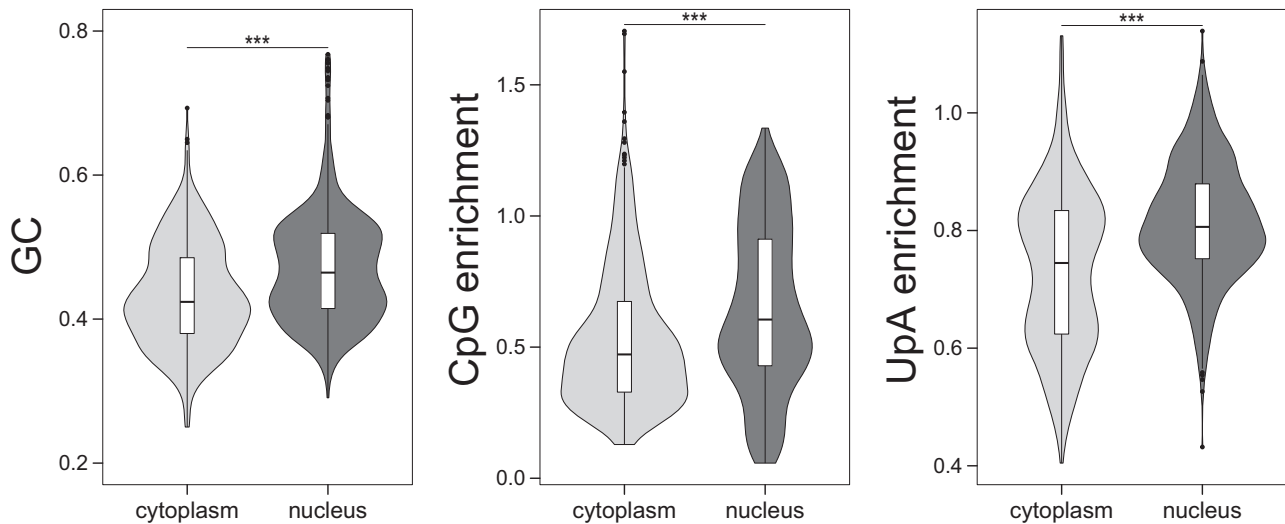 GC
0.8
0.6
0.4
0.2
***
cytoplasm nucleus
CpG enrichment
1.5
1.0
0.5
0.0
***
cytoplasm nucleus
UpA enrichment
1.0
0.8
0.6
0.4
***
cytoplasm nucleus